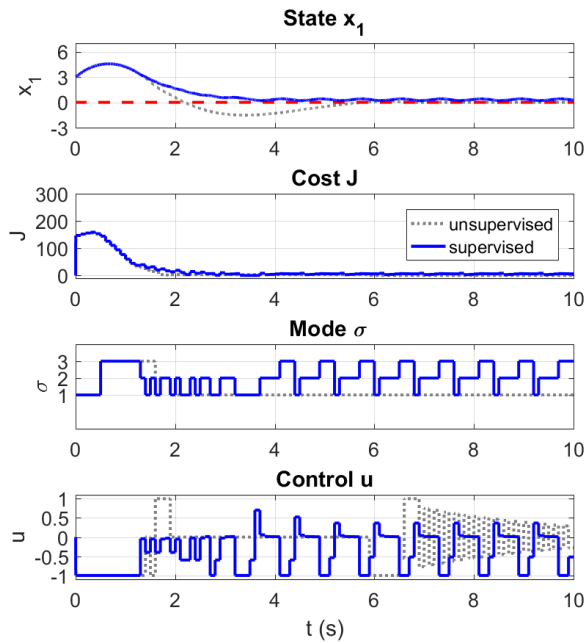 State x₁
x₁
6
3
0
-3
0 2 4 6 8 10
Cost J
J
300
200
100
0
unsupervised
supervised
0 2 4 6 8 10
Mode σ
σ
3
2
1
0 2 4 6 8 10
Control u
u
1
0.5
0
-0.5
-1
0 2 4 6 8 10
t (s)